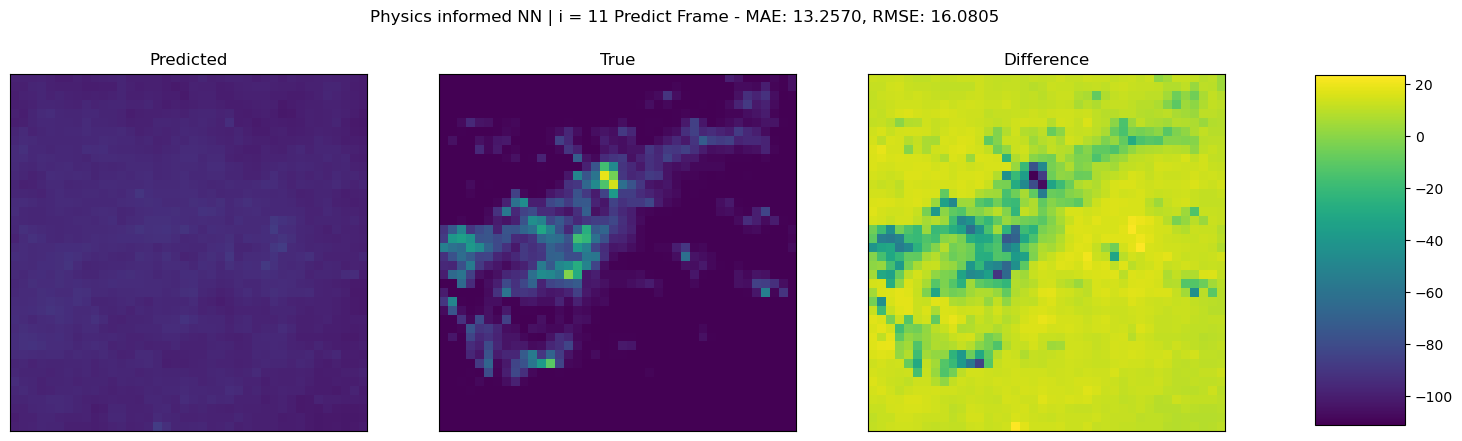 Physics informed NN | i = 11 Predict Frame - MAE: 13.2570, RMSE: 16.0805
Predicted
True
Difference
20
0
−20
−40
−60
−80
−100